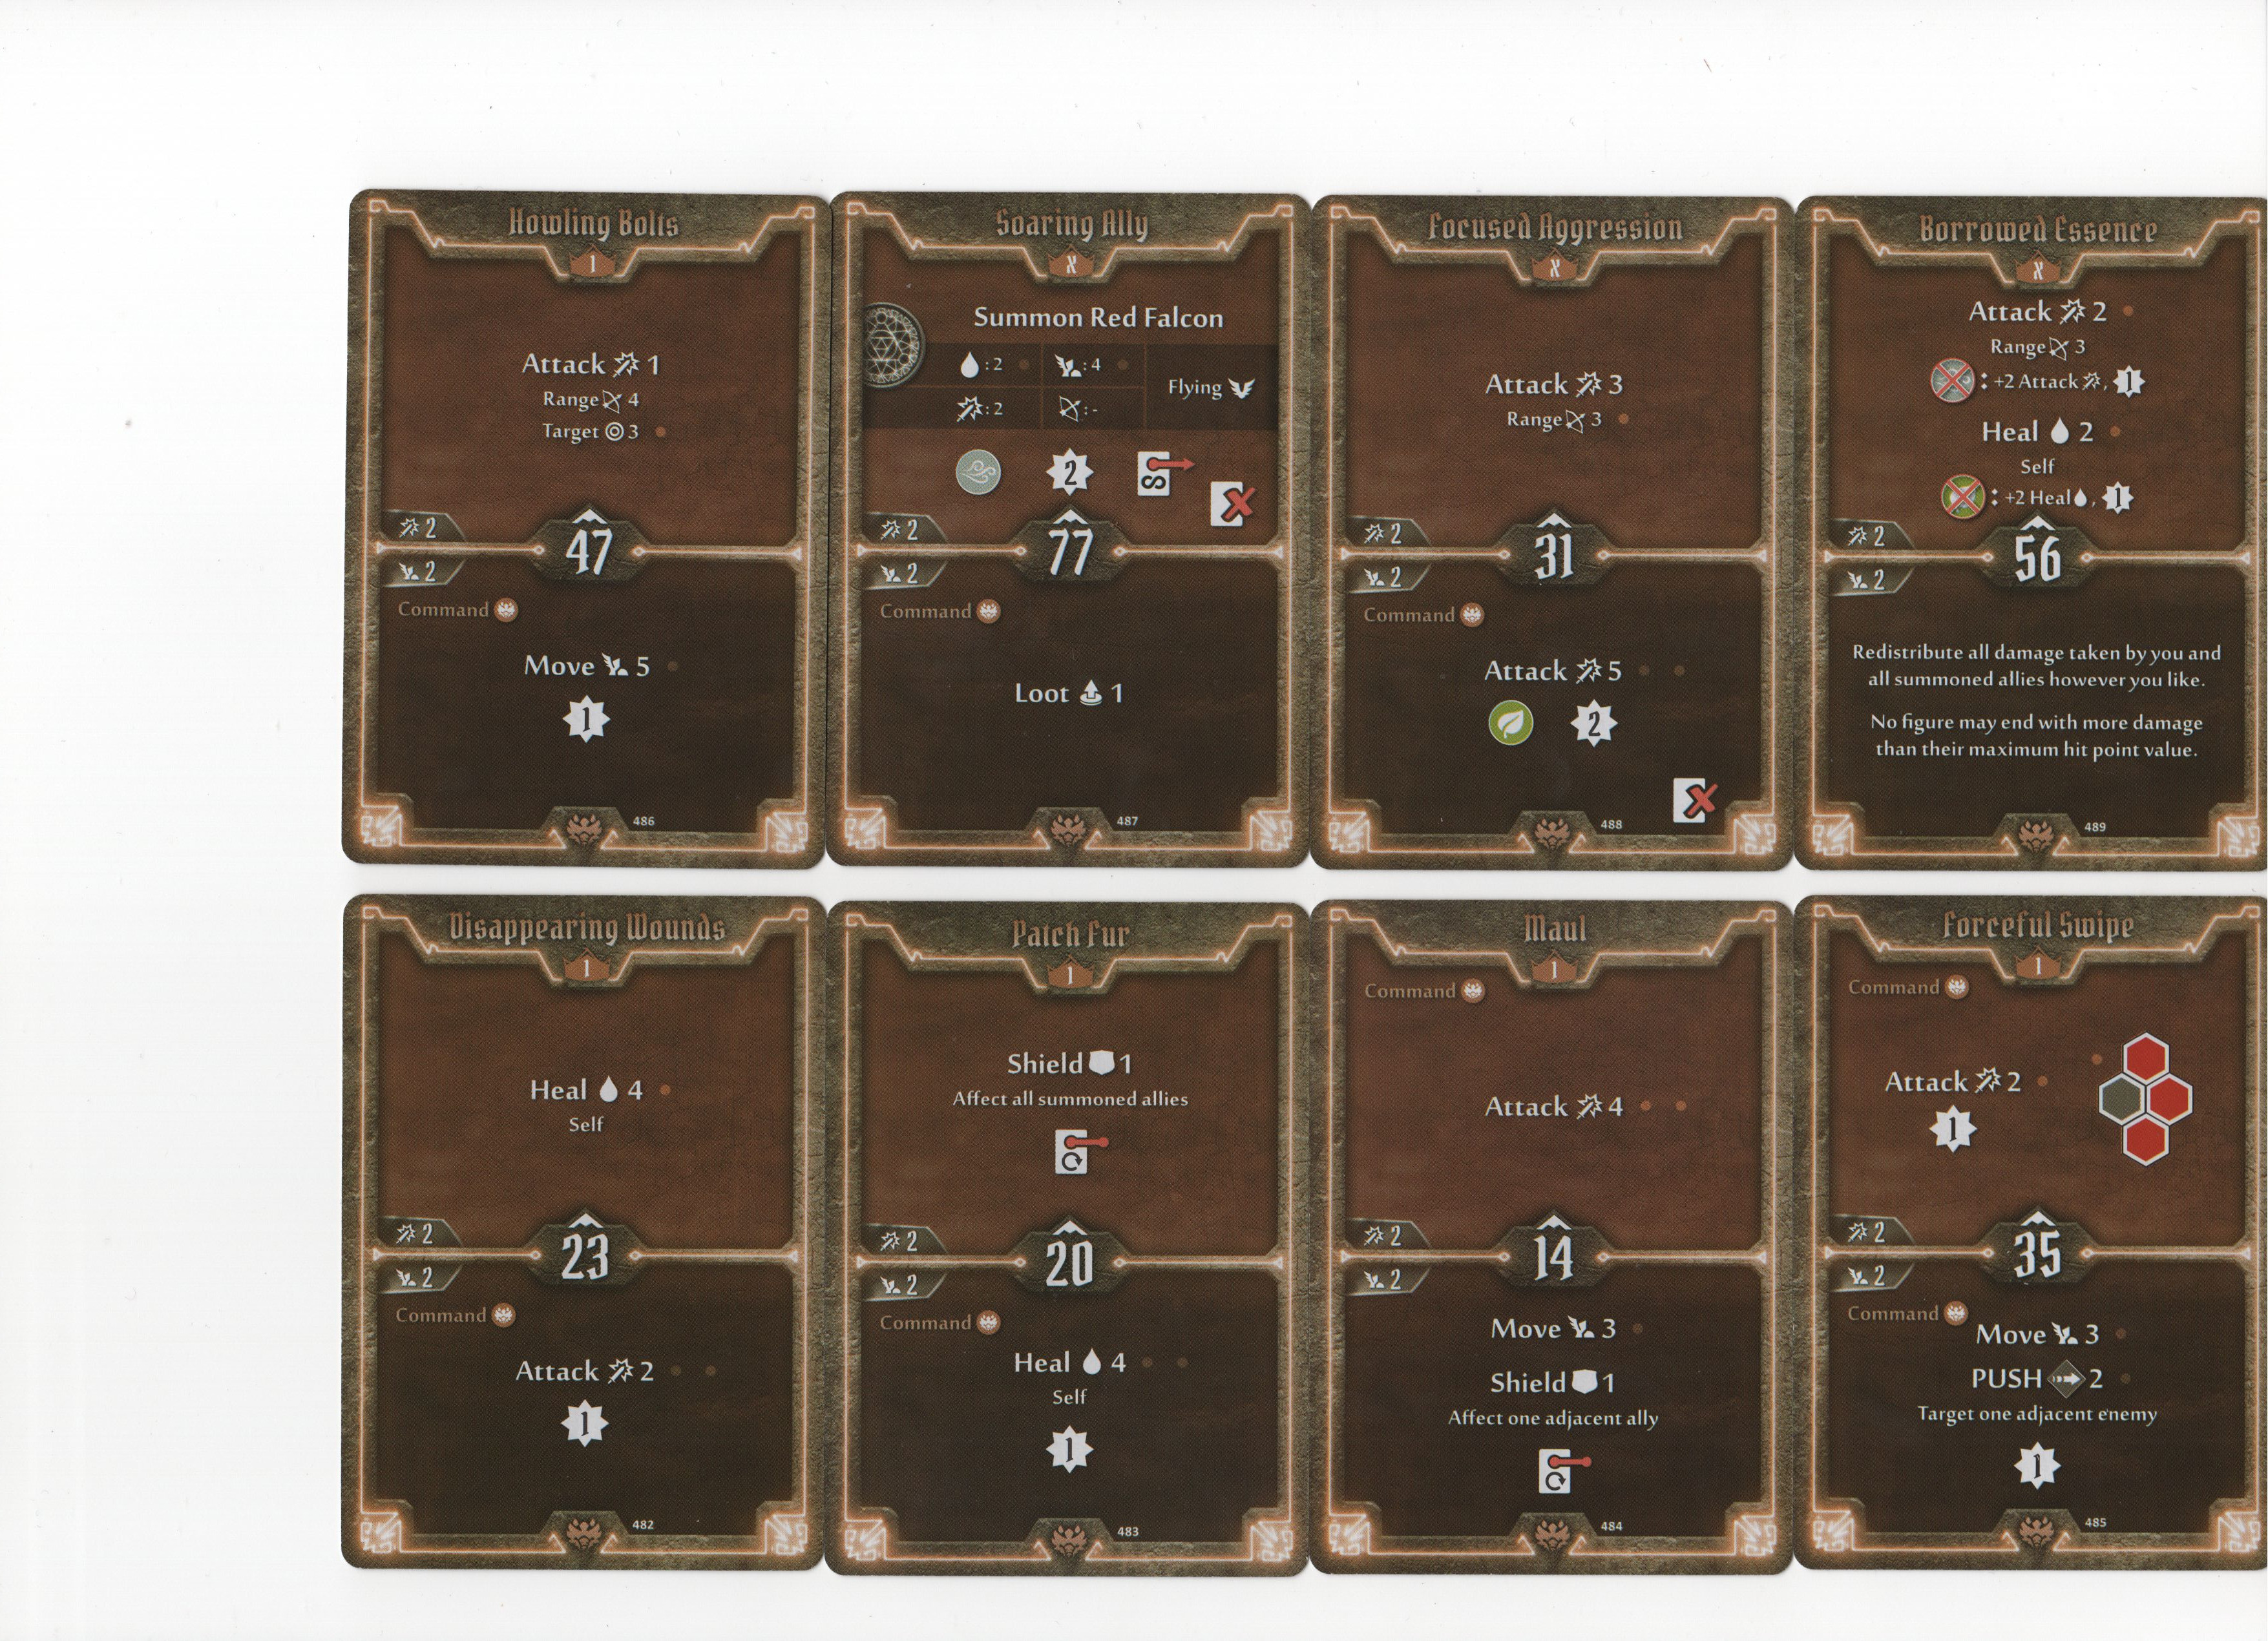 Howling Bolts
1
Attack 1
Range 4
Target 3
2
47
2
Command
Move 5
1
486
Soaring Ally
X
Summon Red Falcon
:2
:4
Flying
:2
:-
2
2
77
2
Command
Loot 1
487
Focused Aggression
X
Attack 3
Range 3
2
31
2
Command
Attack 5
2
488
Borrowed Essence
X
Attack 2
Range 3
: +2 Attack, 1
Heal 2
Self
: +2 Heal, 1
2
56
2
Redistribute all damage taken by you and
all summoned allies however you like.
No figure may end with more damage
than their maximum hit point value.
489
Disappearing Wounds
1
Heal 4
Self
2
23
2
Command
Attack 2
1
482
Patch Fur
1
Shield 1
Affect all summoned allies
2
20
2
Command
Heal 4
Self
1
483
Maul
1
Command
Attack 4
2
14
2
Move 3
Shield 1
Affect one adjacent ally
484
Forceful Swipe
1
Command
Attack 2
1
2
35
2
Command
Move 3
PUSH 2
Target one adjacent enemy
1
485